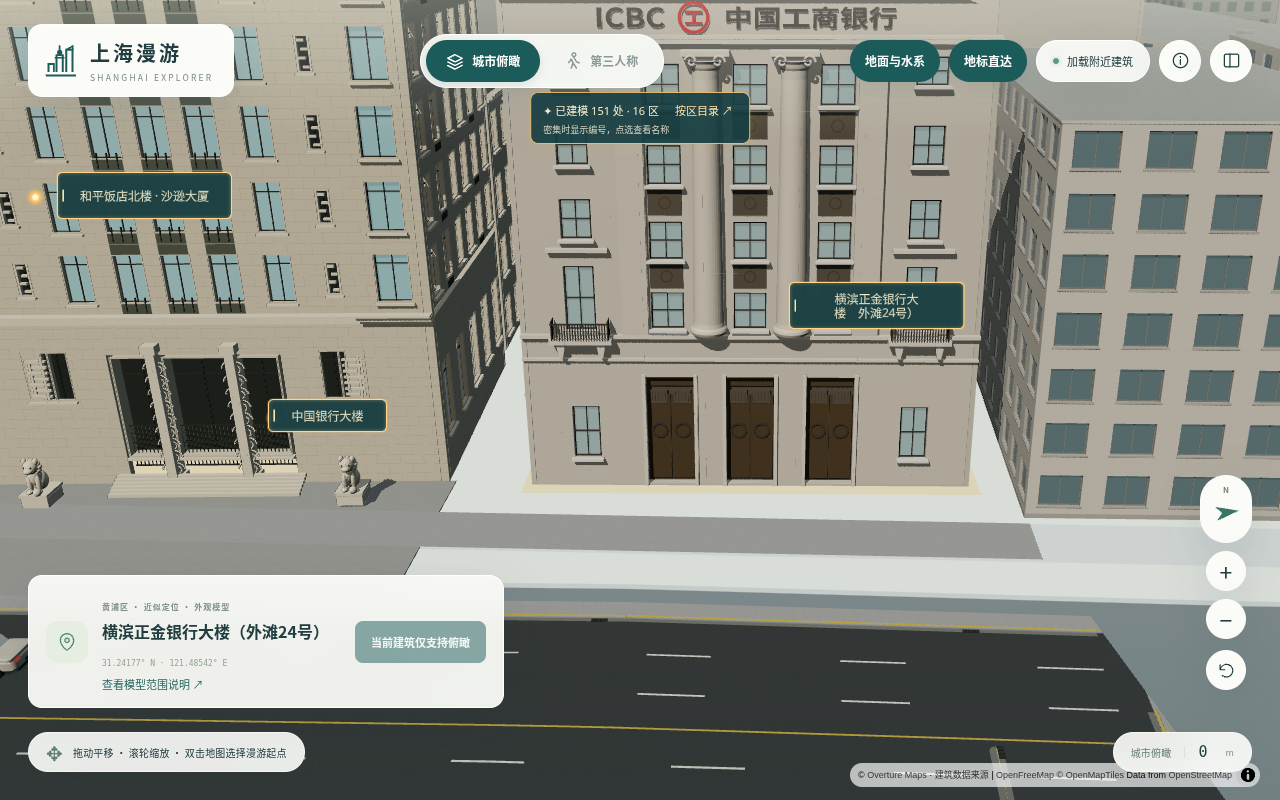 ICBC 中国工商银行
上海漫游
SHANGHAI EXPLORER
城市俯瞰
第三人称
地面与水系
地标直达
加载附近建筑
✦ 已建模 151 处 · 16 区 按区目录 ↗
密集时显示编号，点选查看名称
和平饭店北楼 · 沙逊大厦
横滨正金银行大
楼 外滩24号）
中国银行大楼
N
黄浦区 · 近似定位 · 外观模型
横滨正金银行大楼（外滩24号）
当前建筑仅支持俯瞰
31.24177° N · 121.48542° E
查看模型范围说明 ↗
拖动平移 · 滚轮缩放 · 双击地图选择漫游起点
城市俯瞰 0 m
© Overture Maps · 建筑数据来源 | OpenFreeMap © OpenMapTiles Data from OpenStreetMap